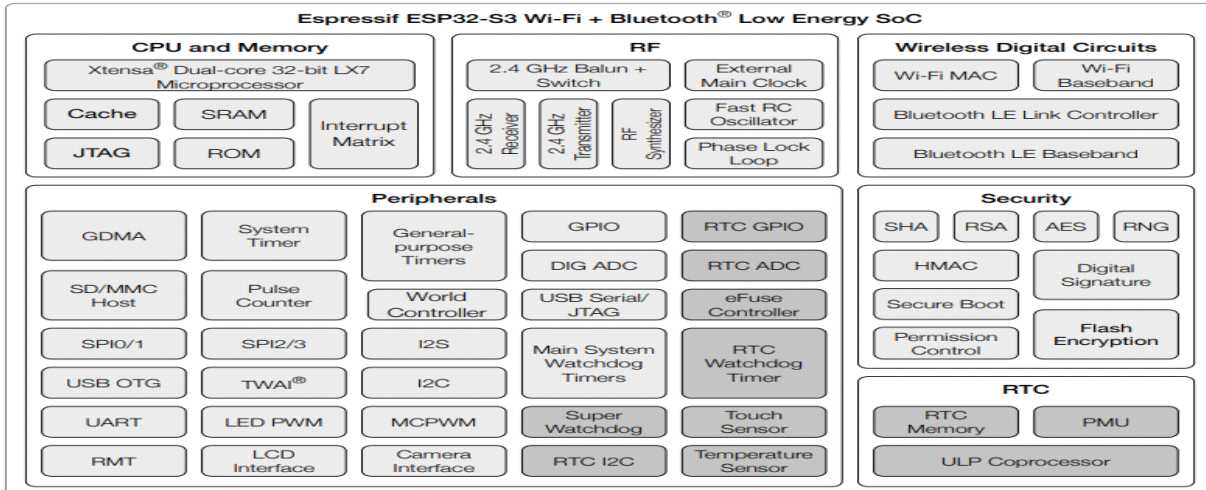 Espressif ESP32-S3 Wi-Fi + Bluetooth® Low Energy SoC
CPU and Memory
Xtensa® Dual-core 32-bit LX7
Microprocessor
Cache
SRAM
Interrupt
Matrix
JTAG
ROM
RF
2.4 GHz Balun +
Switch
External
Main Clock
2.4 GHz
Receiver
2.4 GHz
Transmitter
RF
Synthesizer
Fast RC
Oscillator
Phase Lock
Loop
Wireless Digital Circuits
Wi-Fi MAC
Wi-Fi
Baseband
Bluetooth LE Link Controller
Bluetooth LE Baseband
Peripherals
GDMA
System
Timer
General-
purpose
Timers
GPIO
RTC GPIO
DIG ADC
RTC ADC
SD/MMC
Host
Pulse
Counter
World
Controller
USB Serial/
JTAG
eFuse
Controller
SPI0/1
SPI2/3
I2S
Main System
Watchdog
Timers
RTC
Watchdog
Timer
USB OTG
TWAI®
I2C
UART
LED PWM
MCPWM
Super
Watchdog
Touch
Sensor
RMT
LCD
Interface
Camera
Interface
RTC I2C
Temperature
Sensor
Security
SHA
RSA
AES
RNG
HMAC
Digital
Signature
Secure Boot
Permission
Control
Flash
Encryption
RTC
RTC
Memory
PMU
ULP Coprocessor